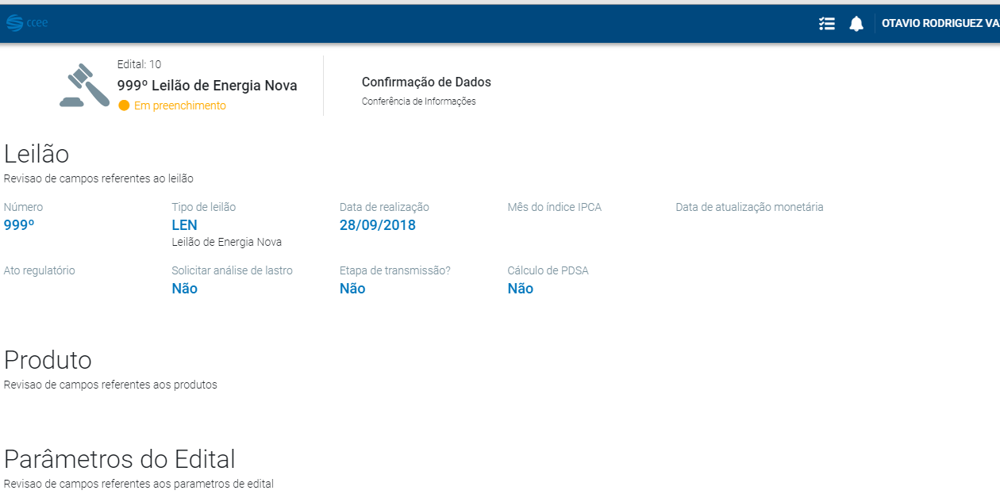 ccee
OTAVIO RODRIGUEZ VA
Edital: 10
999º Leilão de Energia Nova
Em preenchimento
Confirmação de Dados
Conferência de Informações
Leilão
Revisao de campos referentes ao leilão
Número
999º
Tipo de leilão
LEN
Leilão de Energia Nova
Data de realização
28/09/2018
Mês do índice IPCA
Data de atualização monetária
Ato regulatório
Solicitar análise de lastro
Não
Etapa de transmissão?
Não
Cálculo de PDSA
Não
Produto
Revisao de campos referentes aos produtos
Parâmetros do Edital
Revisao de campos referentes aos parametros de edital